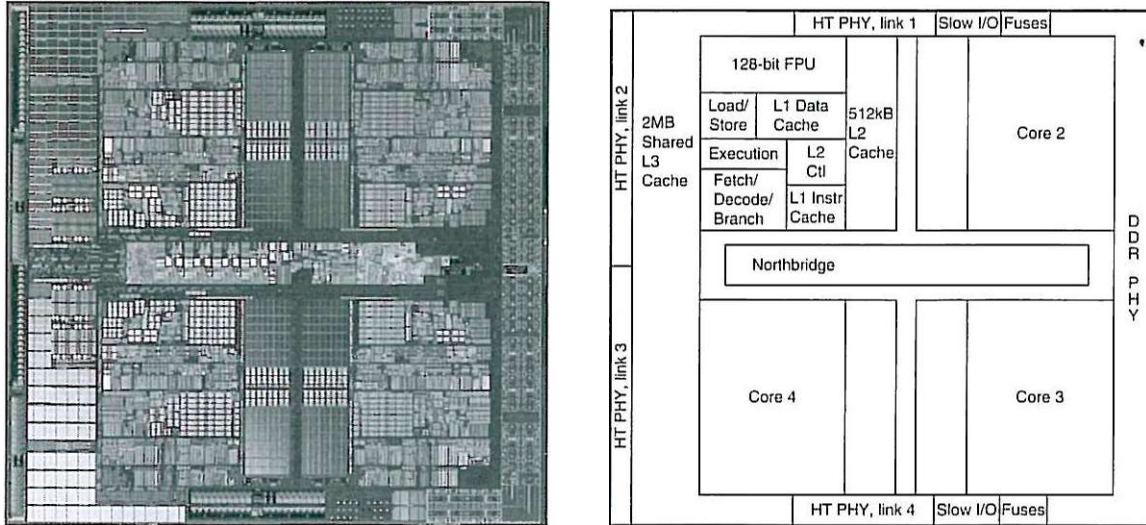 HT PHY, link 1
Slow I/O
Fuses
HT PHY, link 2
2MB
Shared
L3
Cache
128-bit FPU
Load/
Store
L1 Data
Cache
Execution
L2
Ctl
Fetch/
Decode/
Branch
L1 Instr
Cache
512kB
L2
Cache
Core 2
Northbridge
DDR PHY
HT PHY, link 3
Core 4
Core 3
HT PHY, link 4
Slow I/O
Fuses